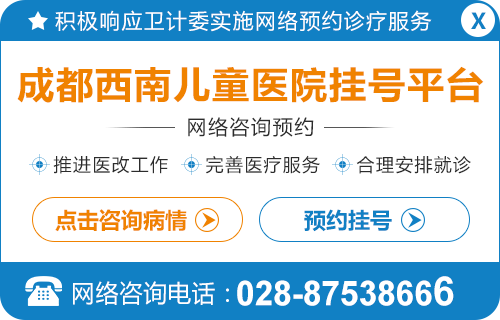 ★ 积极响应卫计委实施网络预约诊疗服务 X
成都西南儿童医院挂号平台
网络咨询预约
推进医改工作 完善医疗服务 合理安排就诊
点击咨询病情 预约挂号
网络咨询电话：028-87538666